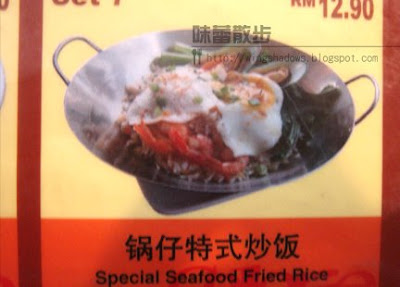 Set 7
RM 12.90
味蕾散步
http://wingshadows.blogspot.com
锅仔特式炒饭
Special Seafood Fried Rice